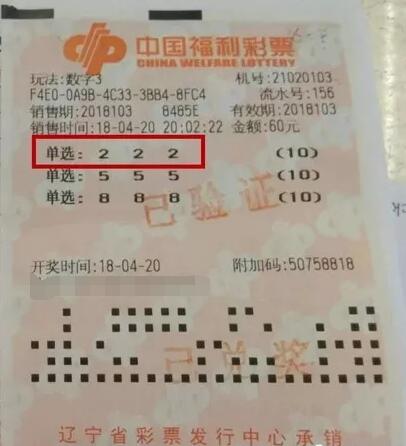 中国福利彩票
CHINA WELFARE LOTTERY
玩法:数字3 机号:21020103
F4E0-0A9B-4C33-3BB4-8FC4 流水号:156
销售期:2018103 8485E 有效期:2018103
销售时间:18-04-20 20:02:22 金额:60元
单选: 2 2 2 (10)
单选: 5 5 5 (10)
单选: 8 8 8 (10)
已验证
开奖时间:18-04-20 附加码:50758818
已兑奖
辽宁省彩票发行中心承销